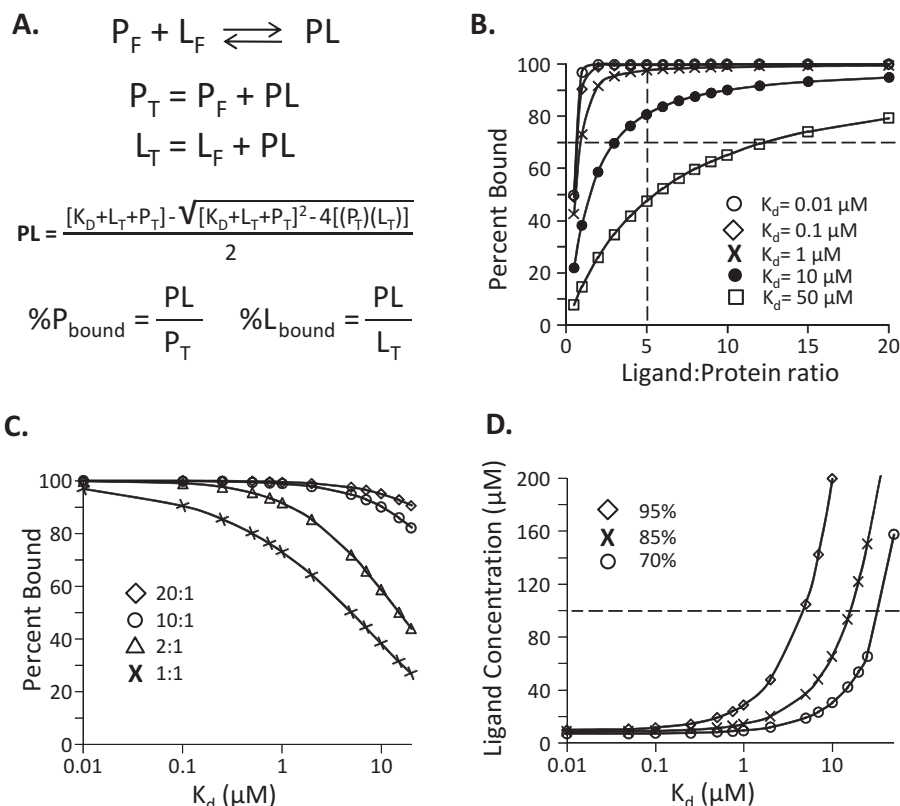 A.
P_F + L_F ⇌ PL
P_T = P_F + PL
L_T = L_F + PL
PL = [K_D+L_T+P_T]-√[K_D+L_T+P_T]²-4[(P_T)(L_T)]
2
%P_bound = PL / P_T %L_bound = PL / L_T
B.
Percent Bound
100
80
60
40
20
0
0 5 10 15 20
Ligand:Protein ratio
K_d= 0.01 µM
K_d= 0.1 µM
K_d= 1 µM
K_d= 10 µM
K_d= 50 µM
C.
Percent Bound
100
80
60
40
20
0
0.01 0.1 1 10
K_d (µM)
20:1
10:1
2:1
1:1
D.
Ligand Concentration (µM)
200
160
120
80
40
0
0.01 0.1 1 10
K_d (µM)
95%
85%
70%